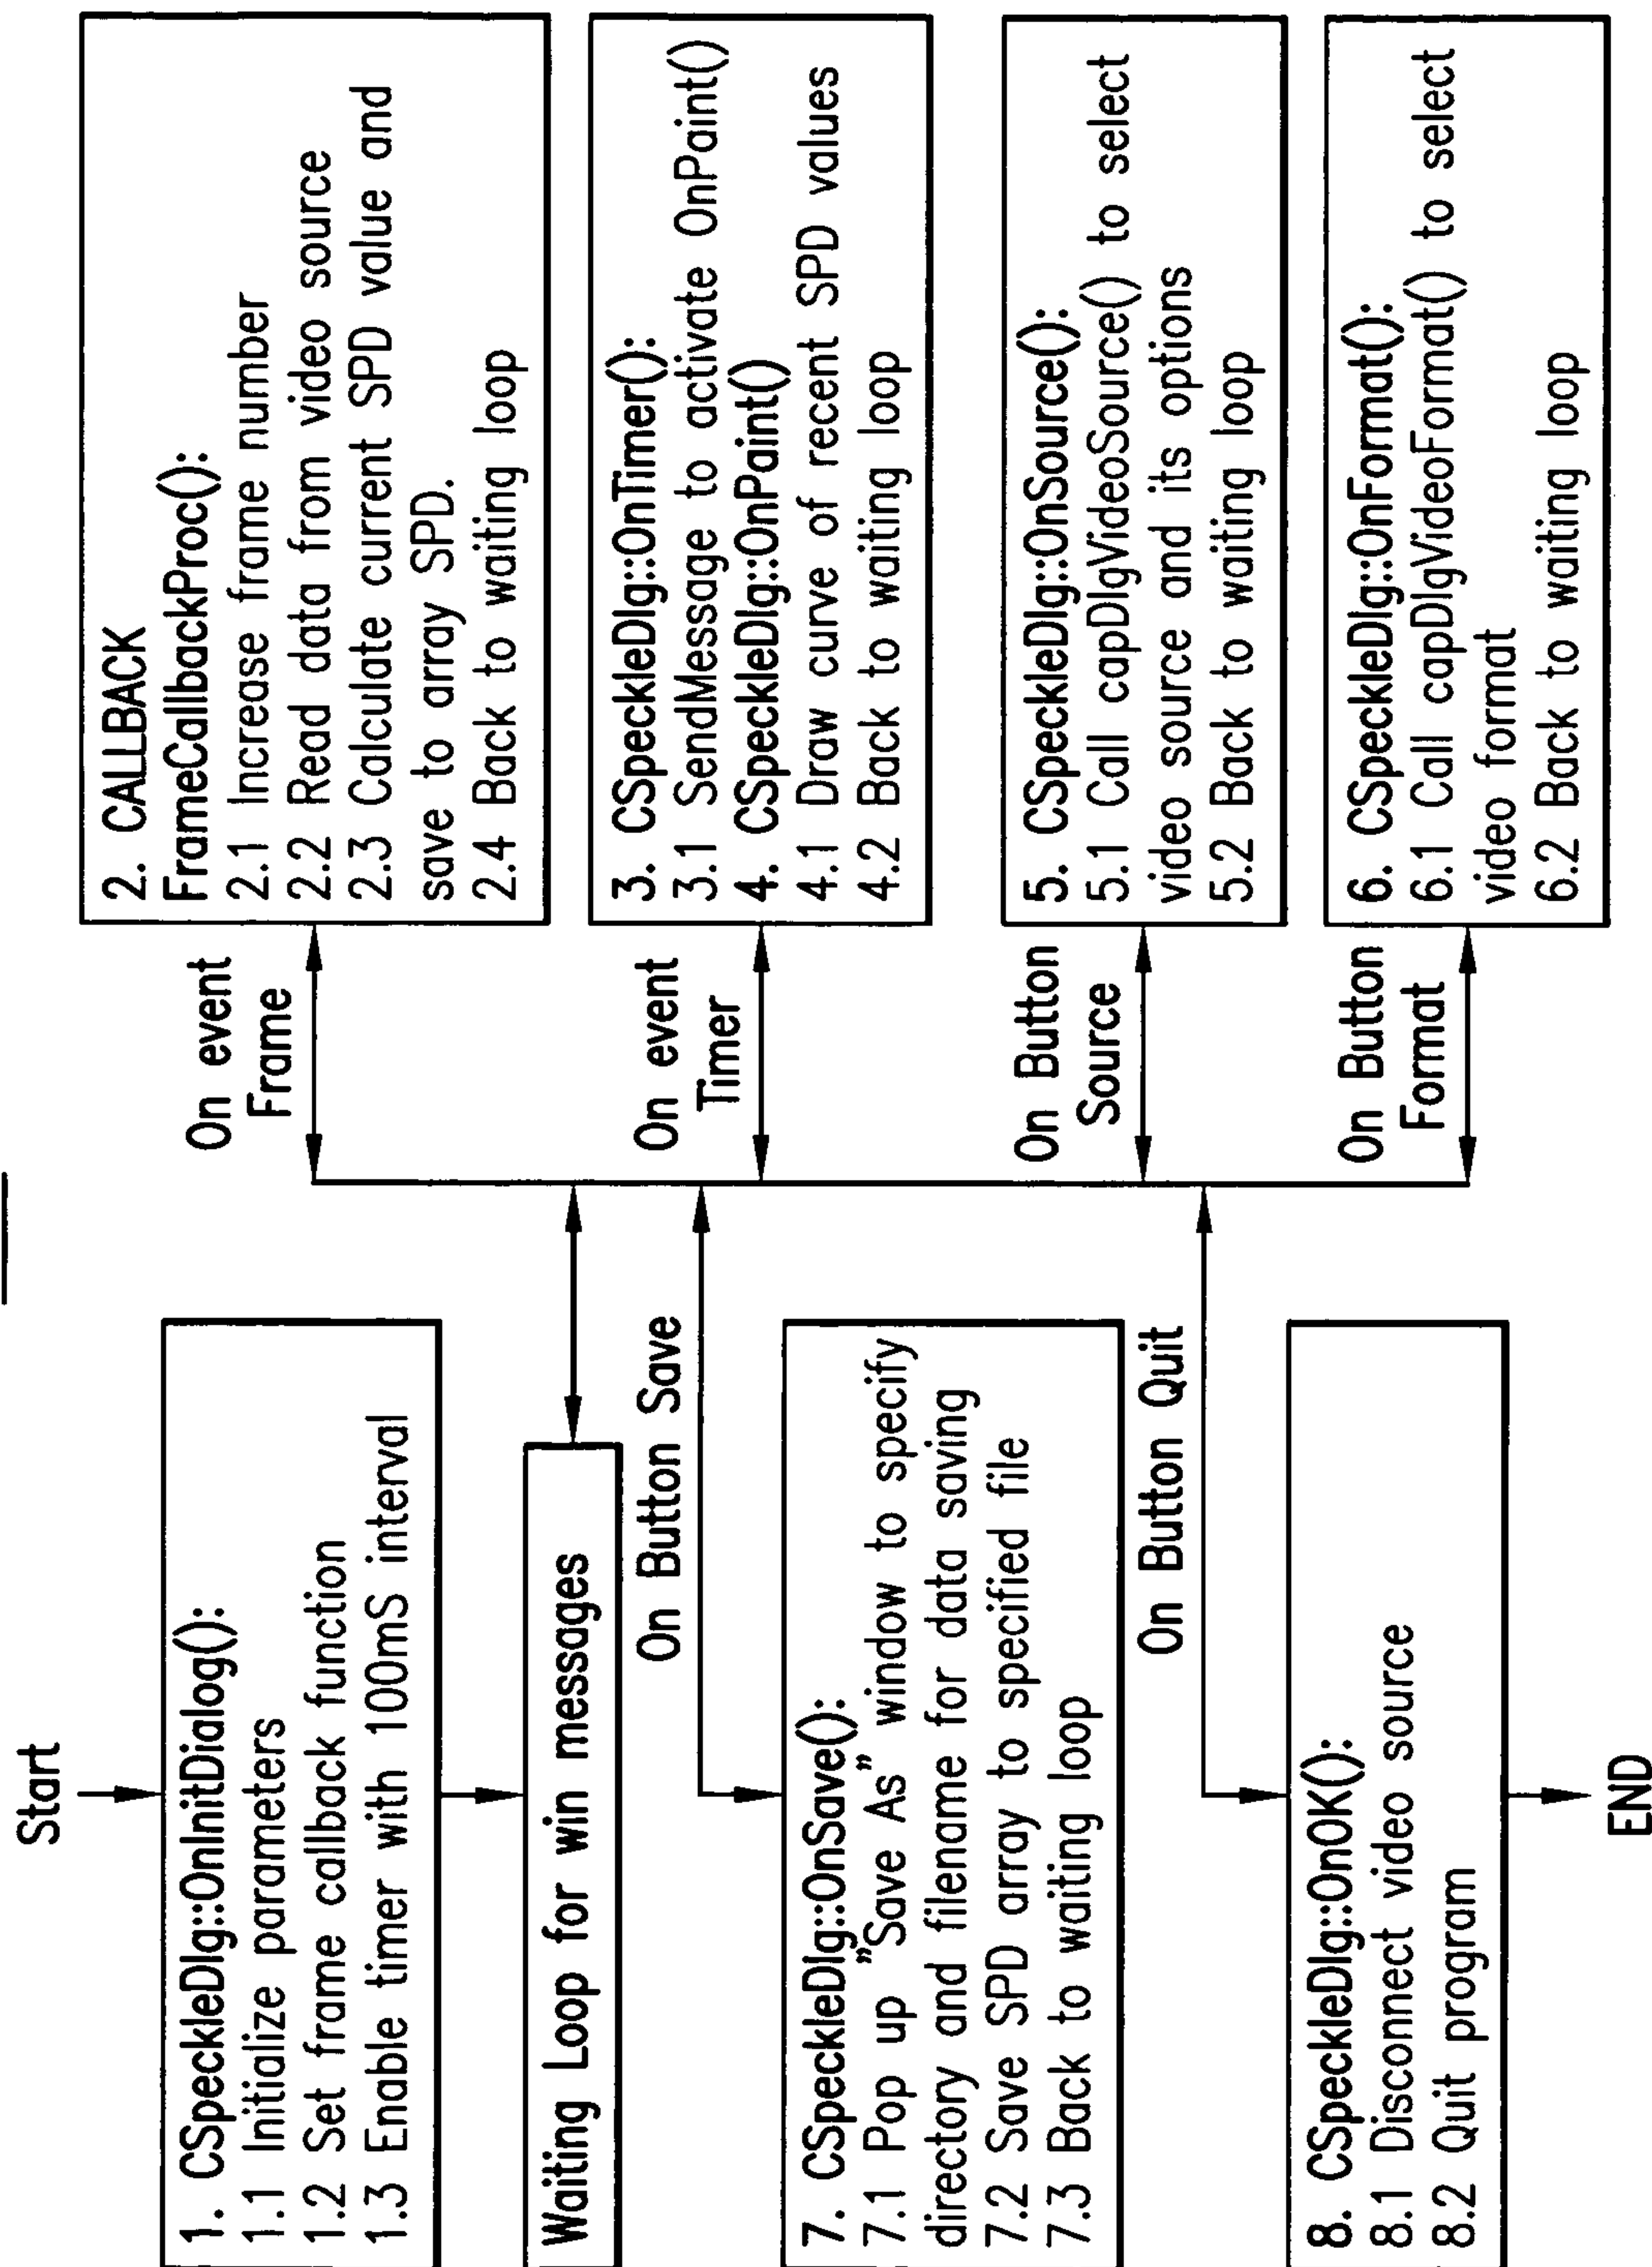 Start
1. CSpeckleDlg::OnInitDialog():
1.1 Initialize parameters
1.2 Set frame callback function
1.3 Enable timer with 100mS interval
Waiting Loop for win messages
On Button Save
7. CSpeckleDlg::OnSave():
7.1 Pop up "Save As" window to specify
directory and filename for data saving
7.2 Save SPD array to specified file
7.3 Back to waiting loop
On Button Quit
8. CSpeckleDlg::OnOK():
8.1 Disconnect video source
8.2 Quit program
END
On event
Frame
2. CALLBACK
FrameCallbackProc():
2.1 Increase frame number
2.2 Read data from video source
2.3 Calculate current SPD value and
save to array SPD.
2.4 Back to waiting loop
On event
Timer
3. CSpeckleDlg::OnTimer():
3.1 SendMessage to activate OnPaint()
4. CSpeckleDlg::OnPaint()
4.1 Draw curve of recent SPD values
4.2 Back to waiting loop
On Button
Source
5. CSpeckleDlg::OnSource():
5.1 Call capDlgVideoSource() to select
video source and its options
5.2 Back to waiting loop
On Button
Format
6. CSpeckleDlg::OnFormat():
6.1 Call capDlgVideoFormat() to select
video format
6.2 Back to waiting loop